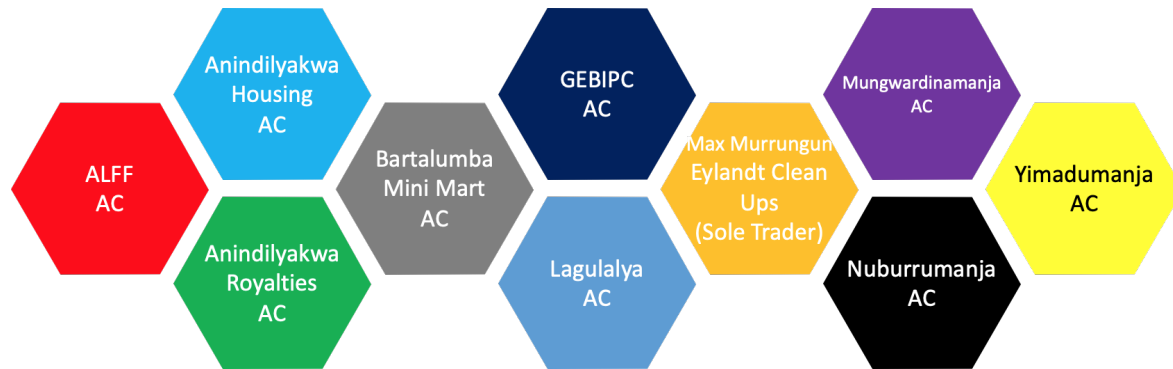 ALFF
AC
Anindilyakwa
Housing
AC
Anindilyakwa
Royalties
AC
Bartalumba
Mini Mart
AC
GEBIPC
AC
Lagulalya
AC
Max Murrungun
Eylandt Clean
Ups
(Sole Trader)
Mungwardinamanja
AC
Nuburrumanja
AC
Yimadumanja
AC